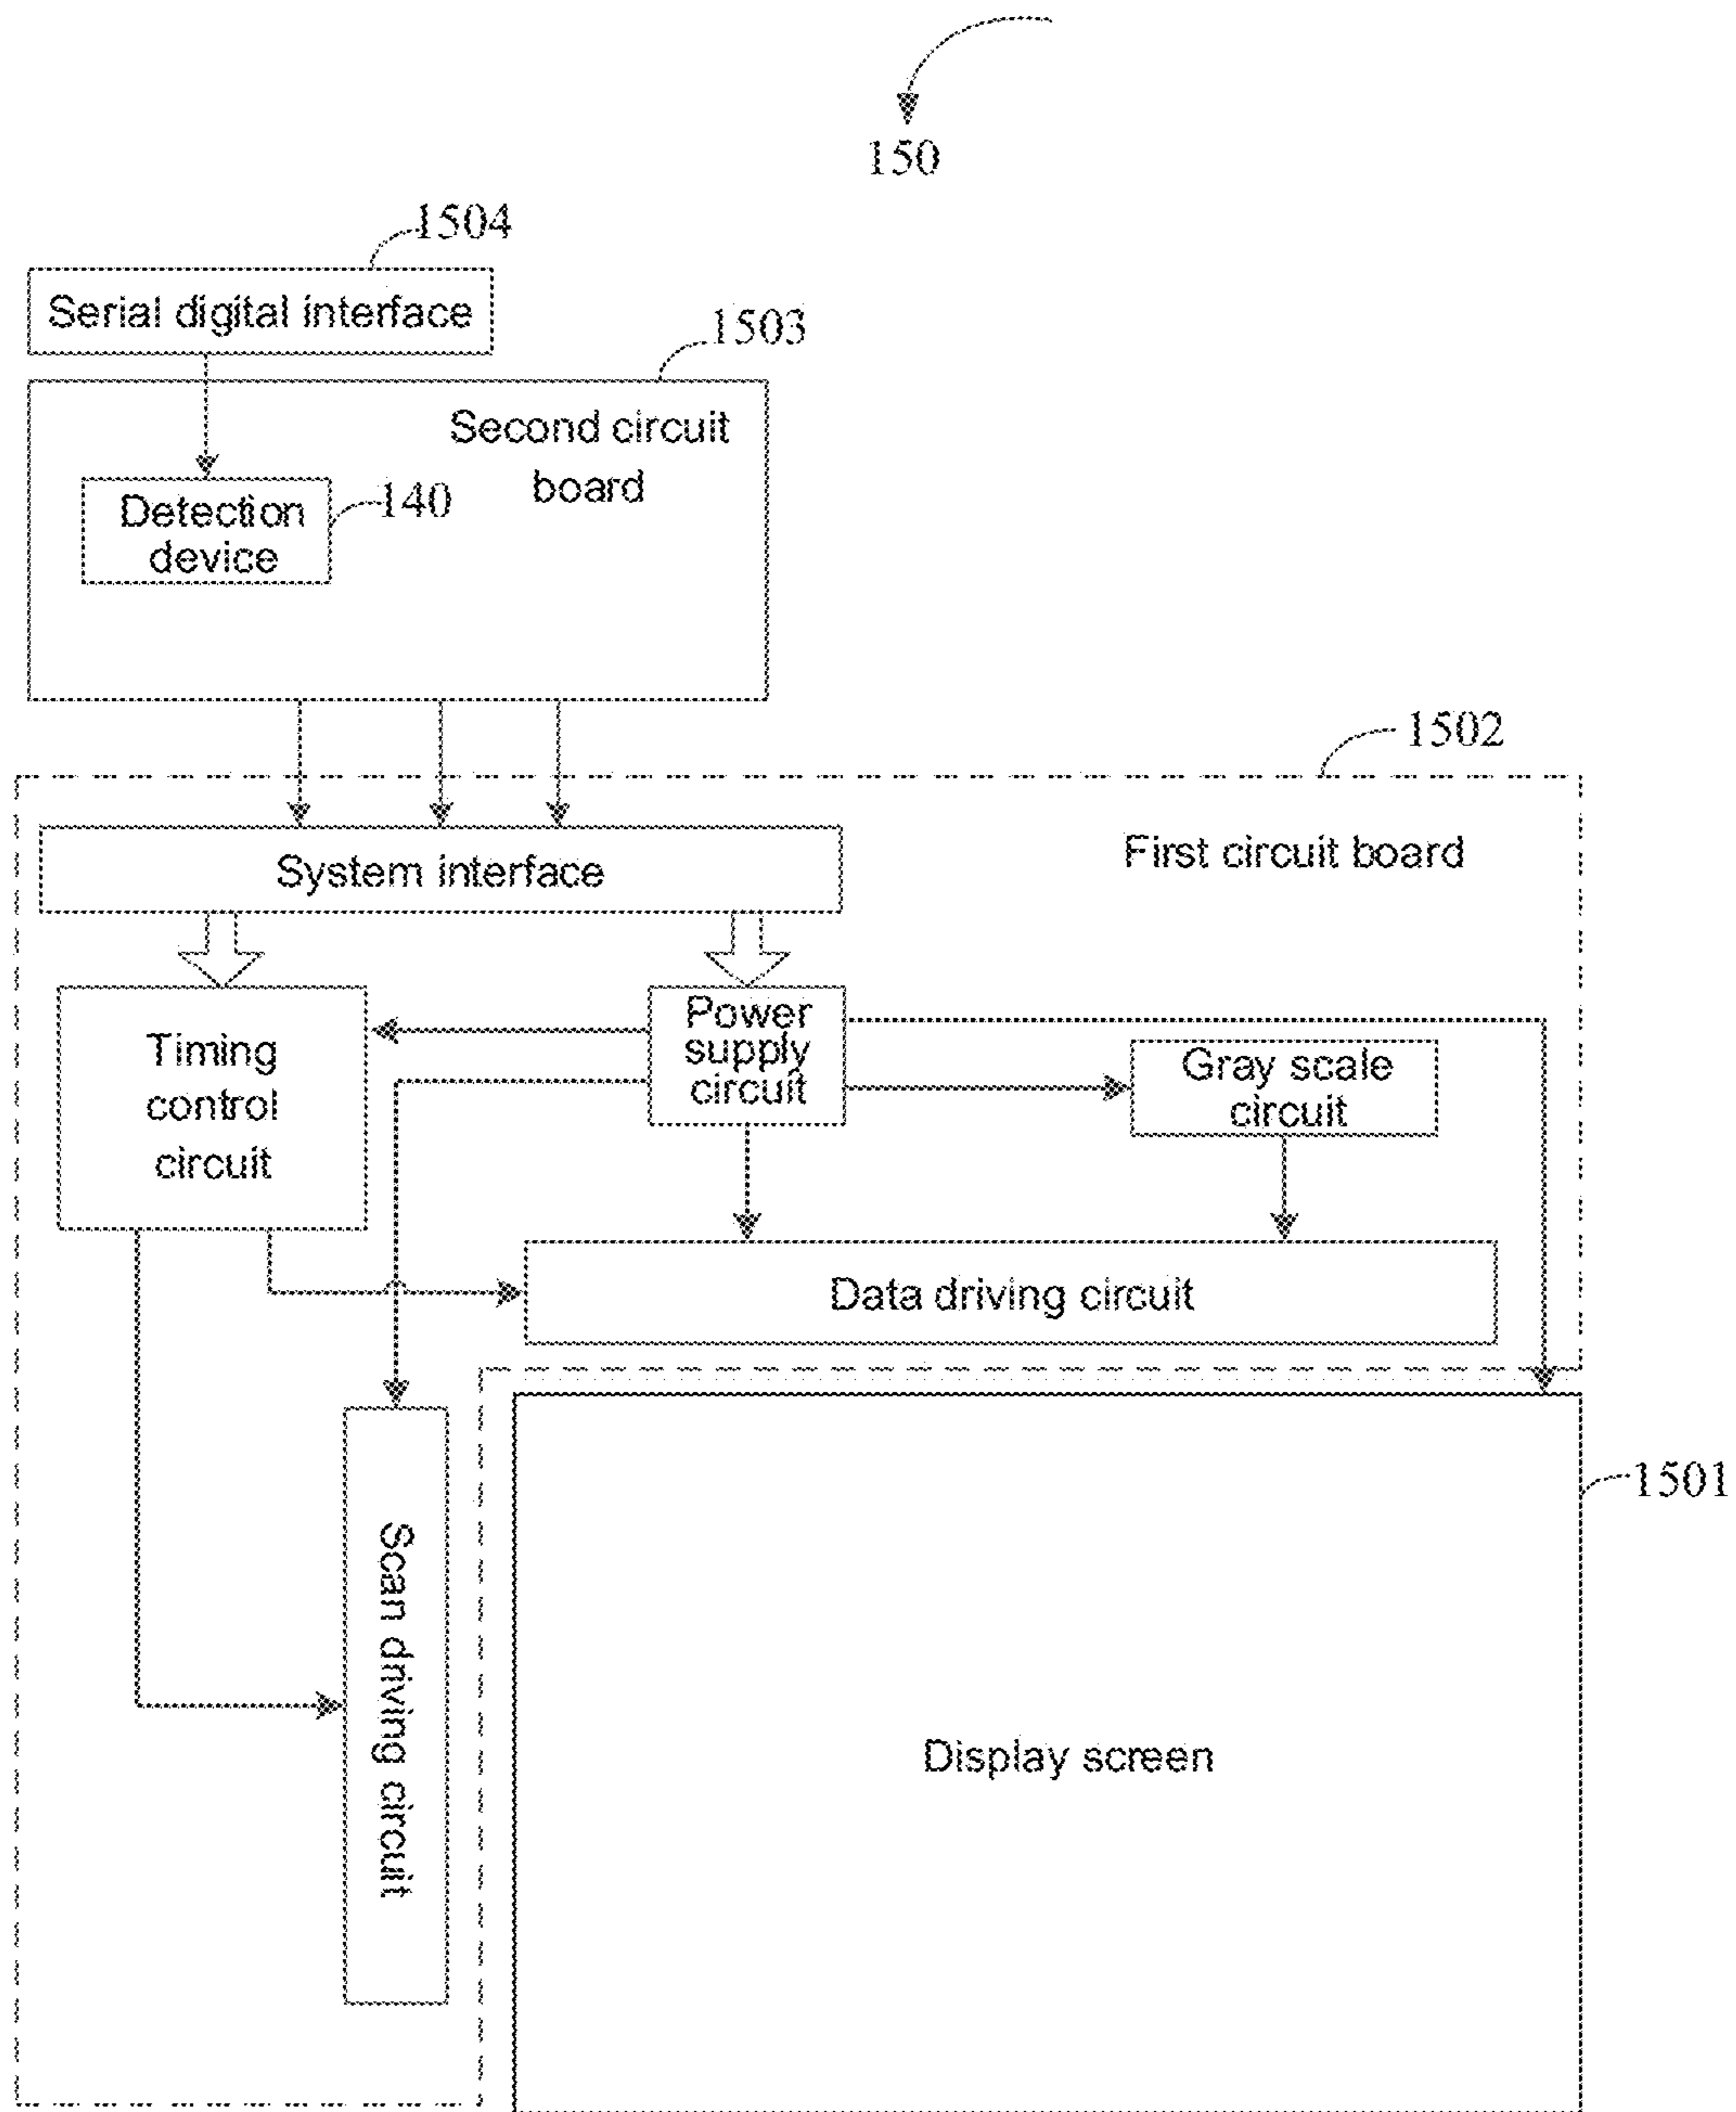 150
1504
Serial digital interface
1503
Second circuit
board
Detection
device
140
1502
First circuit board
System interface
Timing
control
circuit
Power
supply
circuit
Gray scale
circuit
Data driving circuit
1501
Scan driving circuit
Display screen